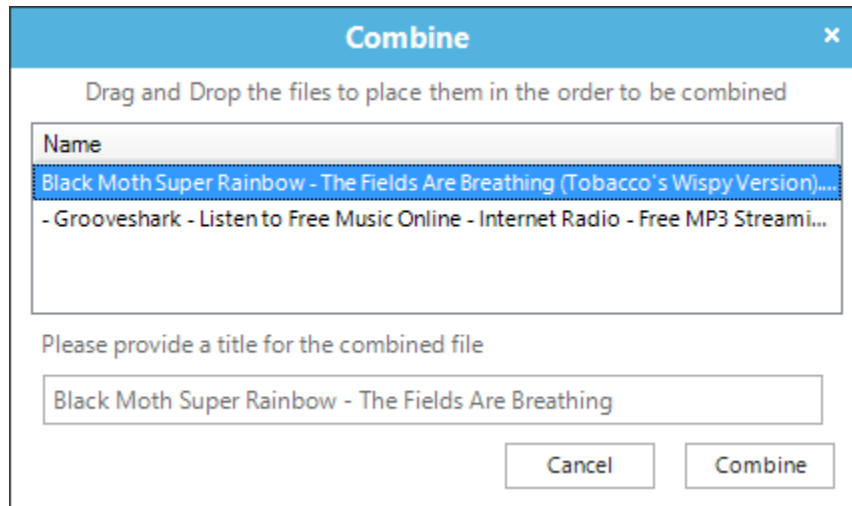 Combine ×
Drag and Drop the files to place them in the order to be combined
Name
Black Moth Super Rainbow - The Fields Are Breathing (Tobacco's Wispy Version)....
- Grooveshark - Listen to Free Music Online - Internet Radio - Free MP3 Streami...
Please provide a title for the combined file
Black Moth Super Rainbow - The Fields Are Breathing
Cancel Combine